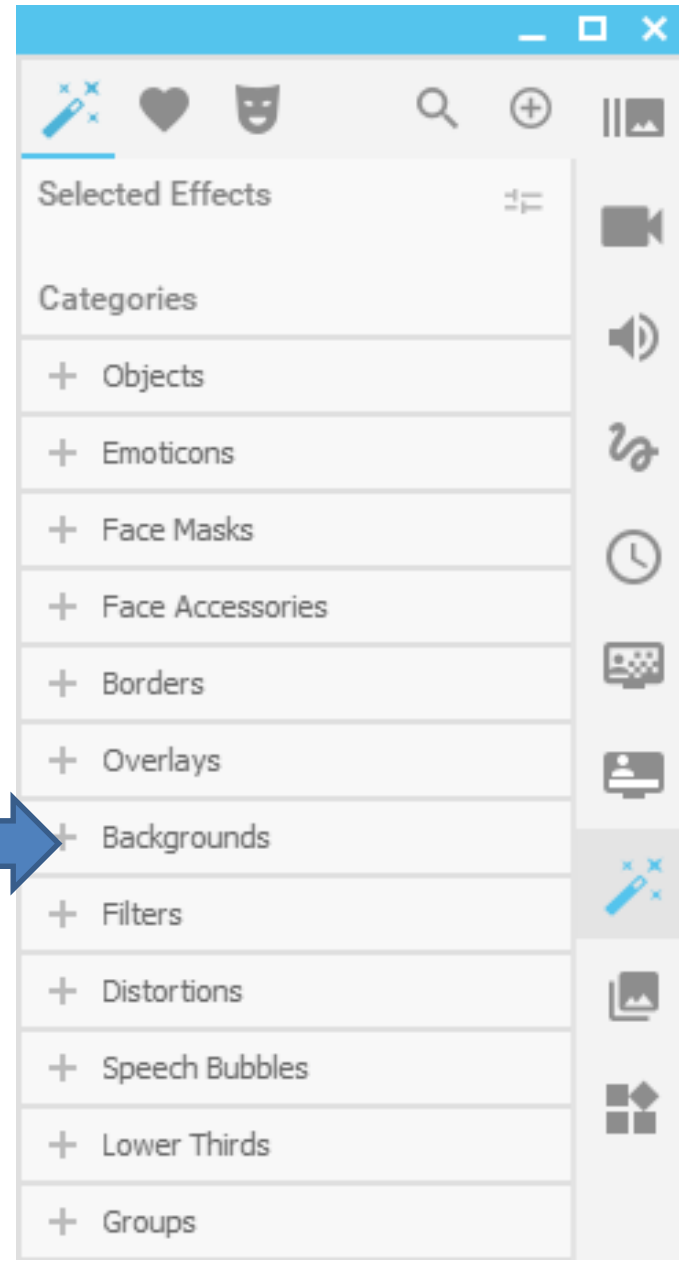 Selected Effects
Categories
Objects
Emoticons
Face Masks
Face Accessories
Borders
Overlays
Backgrounds
Filters
Distortions
Speech Bubbles
Lower Thirds
Groups